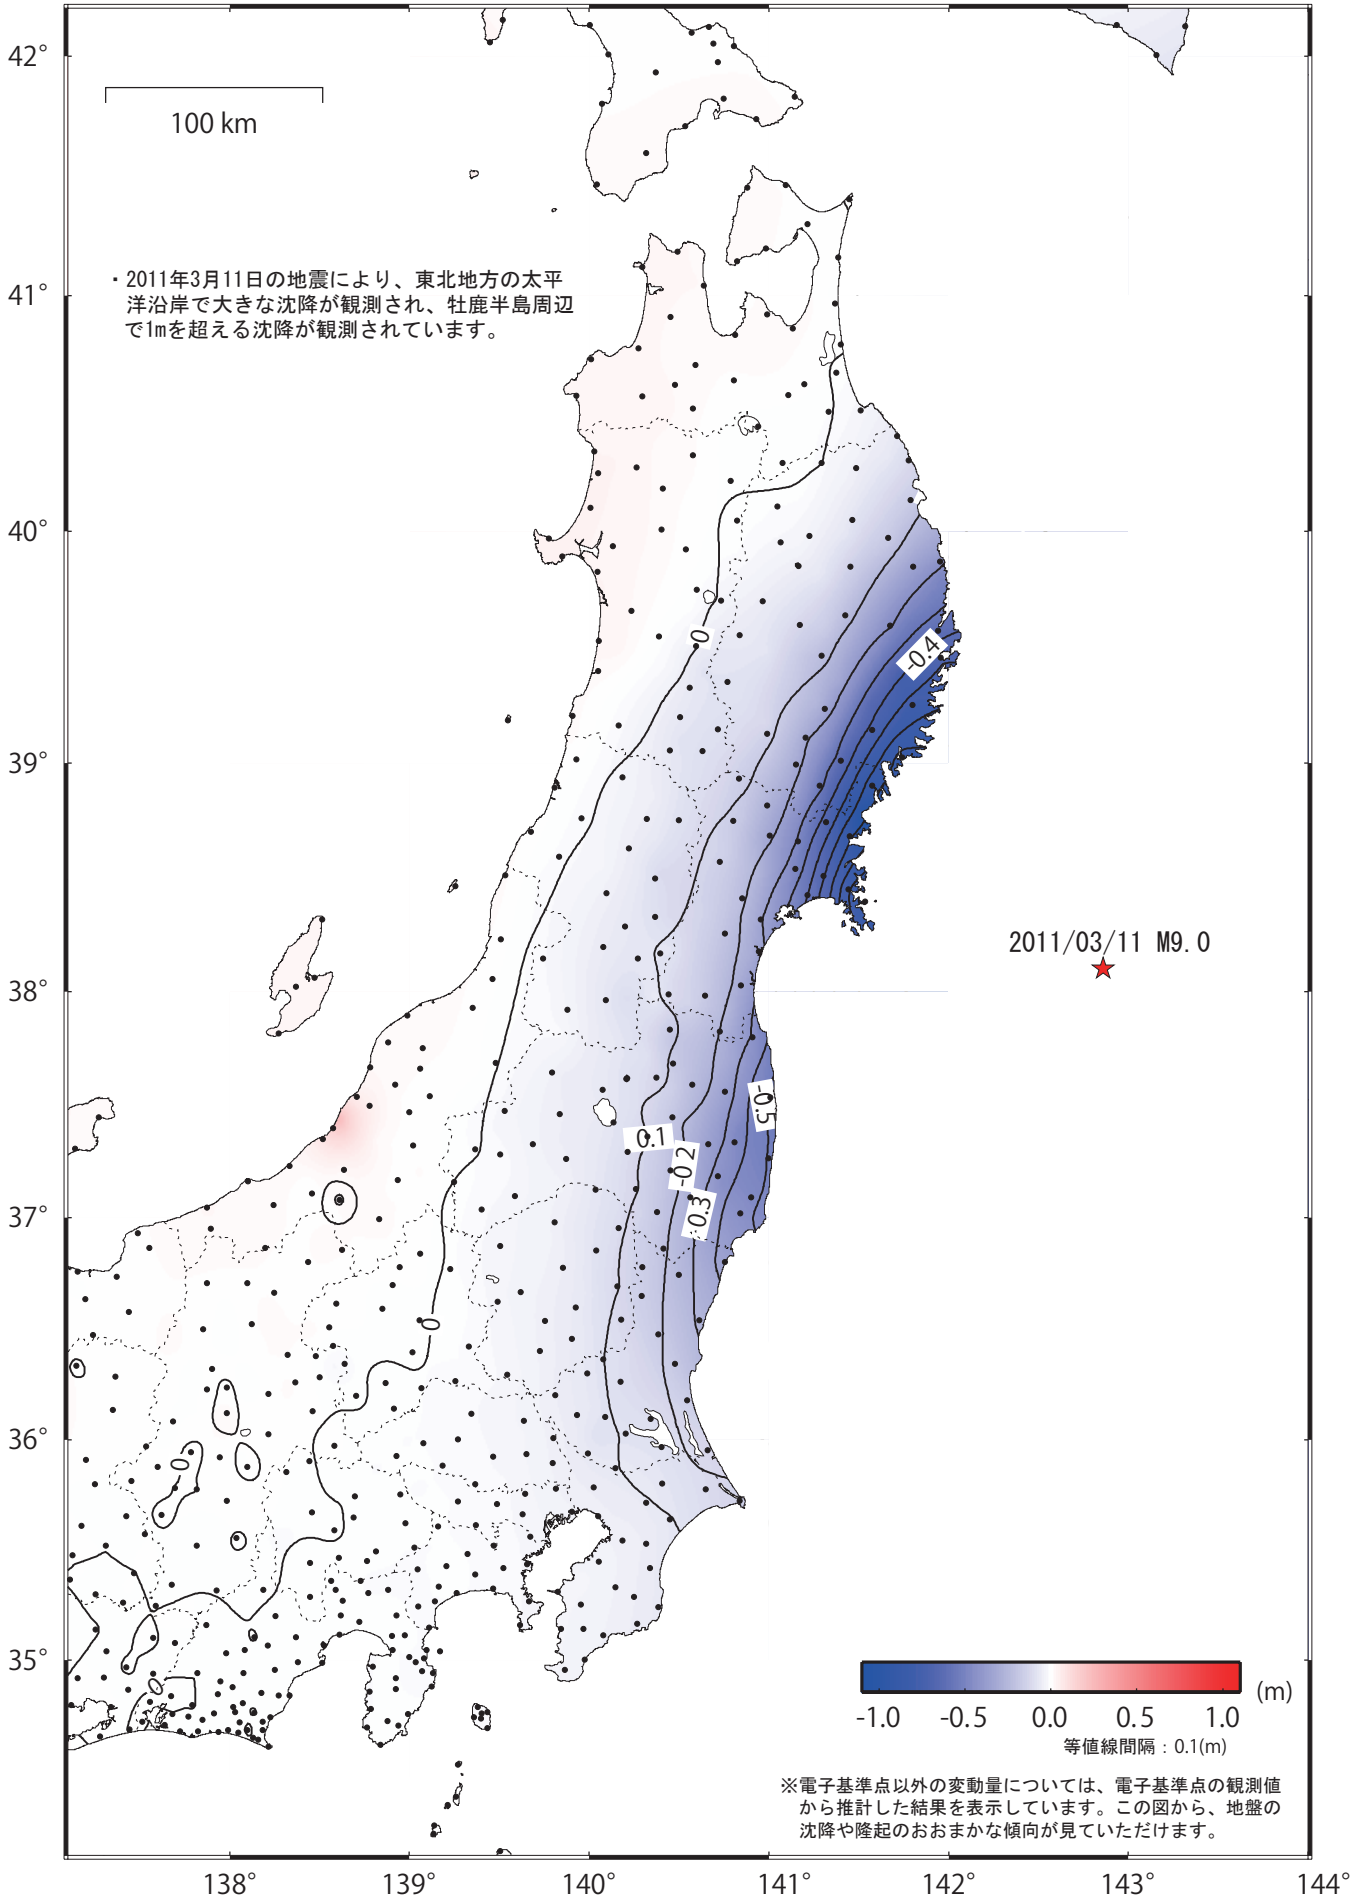 42°
100 km
・2011年3月11日の地震により、東北地方の太平
洋沿岸で大きな沈降が観測され、牡鹿半島周辺
で1mを超える沈降が観測されています。
41°
40°
0
-0.4
39°
2011/03/11 M9.0
38°
-0.5
0.1
-0.2
-0.3
37°
0
36°
0
35°
0
(m)
-1.0 -0.5 0.0 0.5 1.0
等値線間隔：0.1(m)
※電子基準点以外の変動量については、電子基準点の観測値
から推計した結果を表示しています。この図から、地盤の
沈降や隆起のおおまかな傾向が見ていただけます。
138° 139° 140° 141° 142° 143° 144°